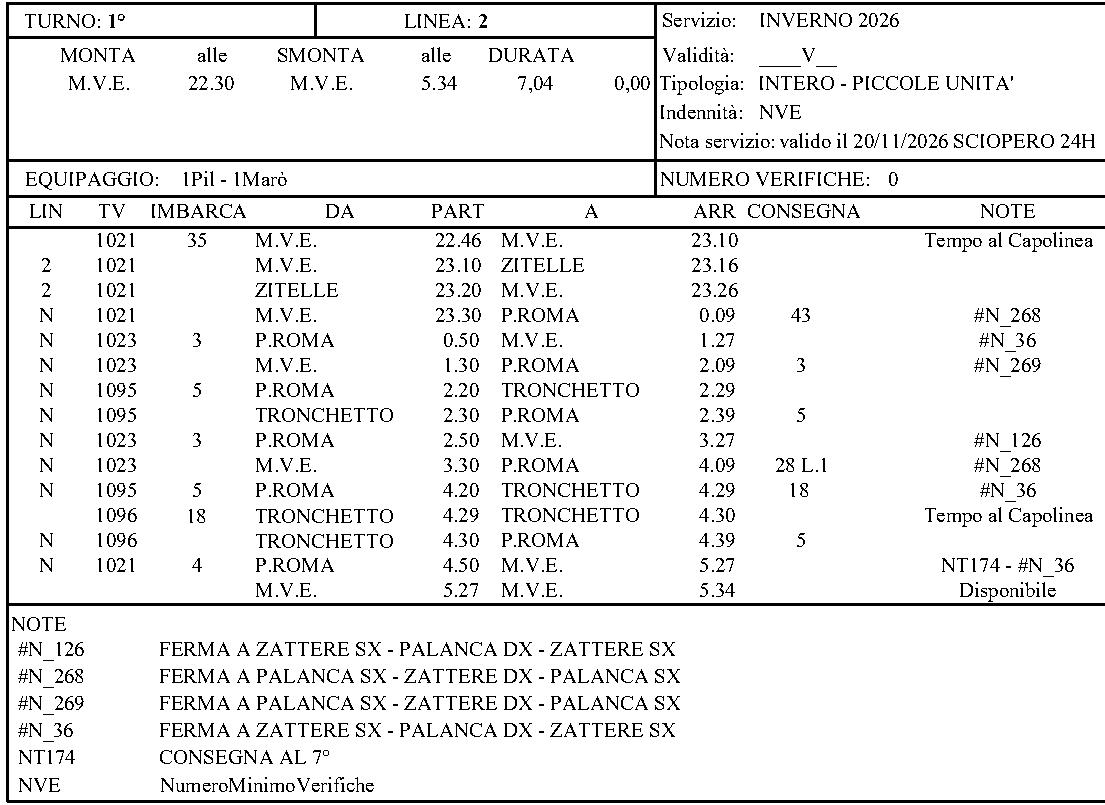 TURNO: 1° LINEA: 2 Servizio: INVERNO 2026
MONTA alle SMONTA alle DURATA Validità: ____V__
M.V.E. 22.30 M.V.E. 5.34 7,04 0,00 Tipologia: INTERO - PICCOLE UNITA'
Indennità: NVE
Nota servizio: valido il 20/11/2026 SCIOPERO 24H
EQUIPAGGIO: 1Pil - 1Marò NUMERO VERIFICHE: 0
LIN TV IMBARCA DA PART A ARR CONSEGNA NOTE
1021 35 M.V.E. 22.46 M.V.E. 23.10 Tempo al Capolinea
2 1021 M.V.E. 23.10 ZITELLE 23.16
2 1021 ZITELLE 23.20 M.V.E. 23.26
N 1021 M.V.E. 23.30 P.ROMA 0.09 43 #N_268
N 1023 3 P.ROMA 0.50 M.V.E. 1.27 #N_36
N 1023 M.V.E. 1.30 P.ROMA 2.09 3 #N_269
N 1095 5 P.ROMA 2.20 TRONCHETTO 2.29
N 1095 TRONCHETTO 2.30 P.ROMA 2.39 5
N 1023 3 P.ROMA 2.50 M.V.E. 3.27 #N_126
N 1023 M.V.E. 3.30 P.ROMA 4.09 28 L.1 #N_268
N 1095 5 P.ROMA 4.20 TRONCHETTO 4.29 18 #N_36
1096 18 TRONCHETTO 4.29 TRONCHETTO 4.30 Tempo al Capolinea
N 1096 TRONCHETTO 4.30 P.ROMA 4.39 5
N 1021 4 P.ROMA 4.50 M.V.E. 5.27 NT174 - #N_36
M.V.E. 5.27 M.V.E. 5.34 Disponibile
NOTE
#N_126 FERMA A ZATTERE SX - PALANCA DX - ZATTERE SX
#N_268 FERMA A PALANCA SX - ZATTERE DX - PALANCA SX
#N_269 FERMA A PALANCA SX - ZATTERE DX - PALANCA SX
#N_36 FERMA A ZATTERE SX - PALANCA DX - ZATTERE SX
NT174 CONSEGNA AL 7°
NVE NumeroMinimoVerifiche